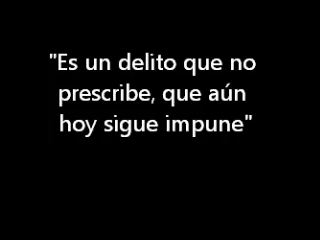 "Es un delito que no
prescribe, que aún
hoy sigue impune"